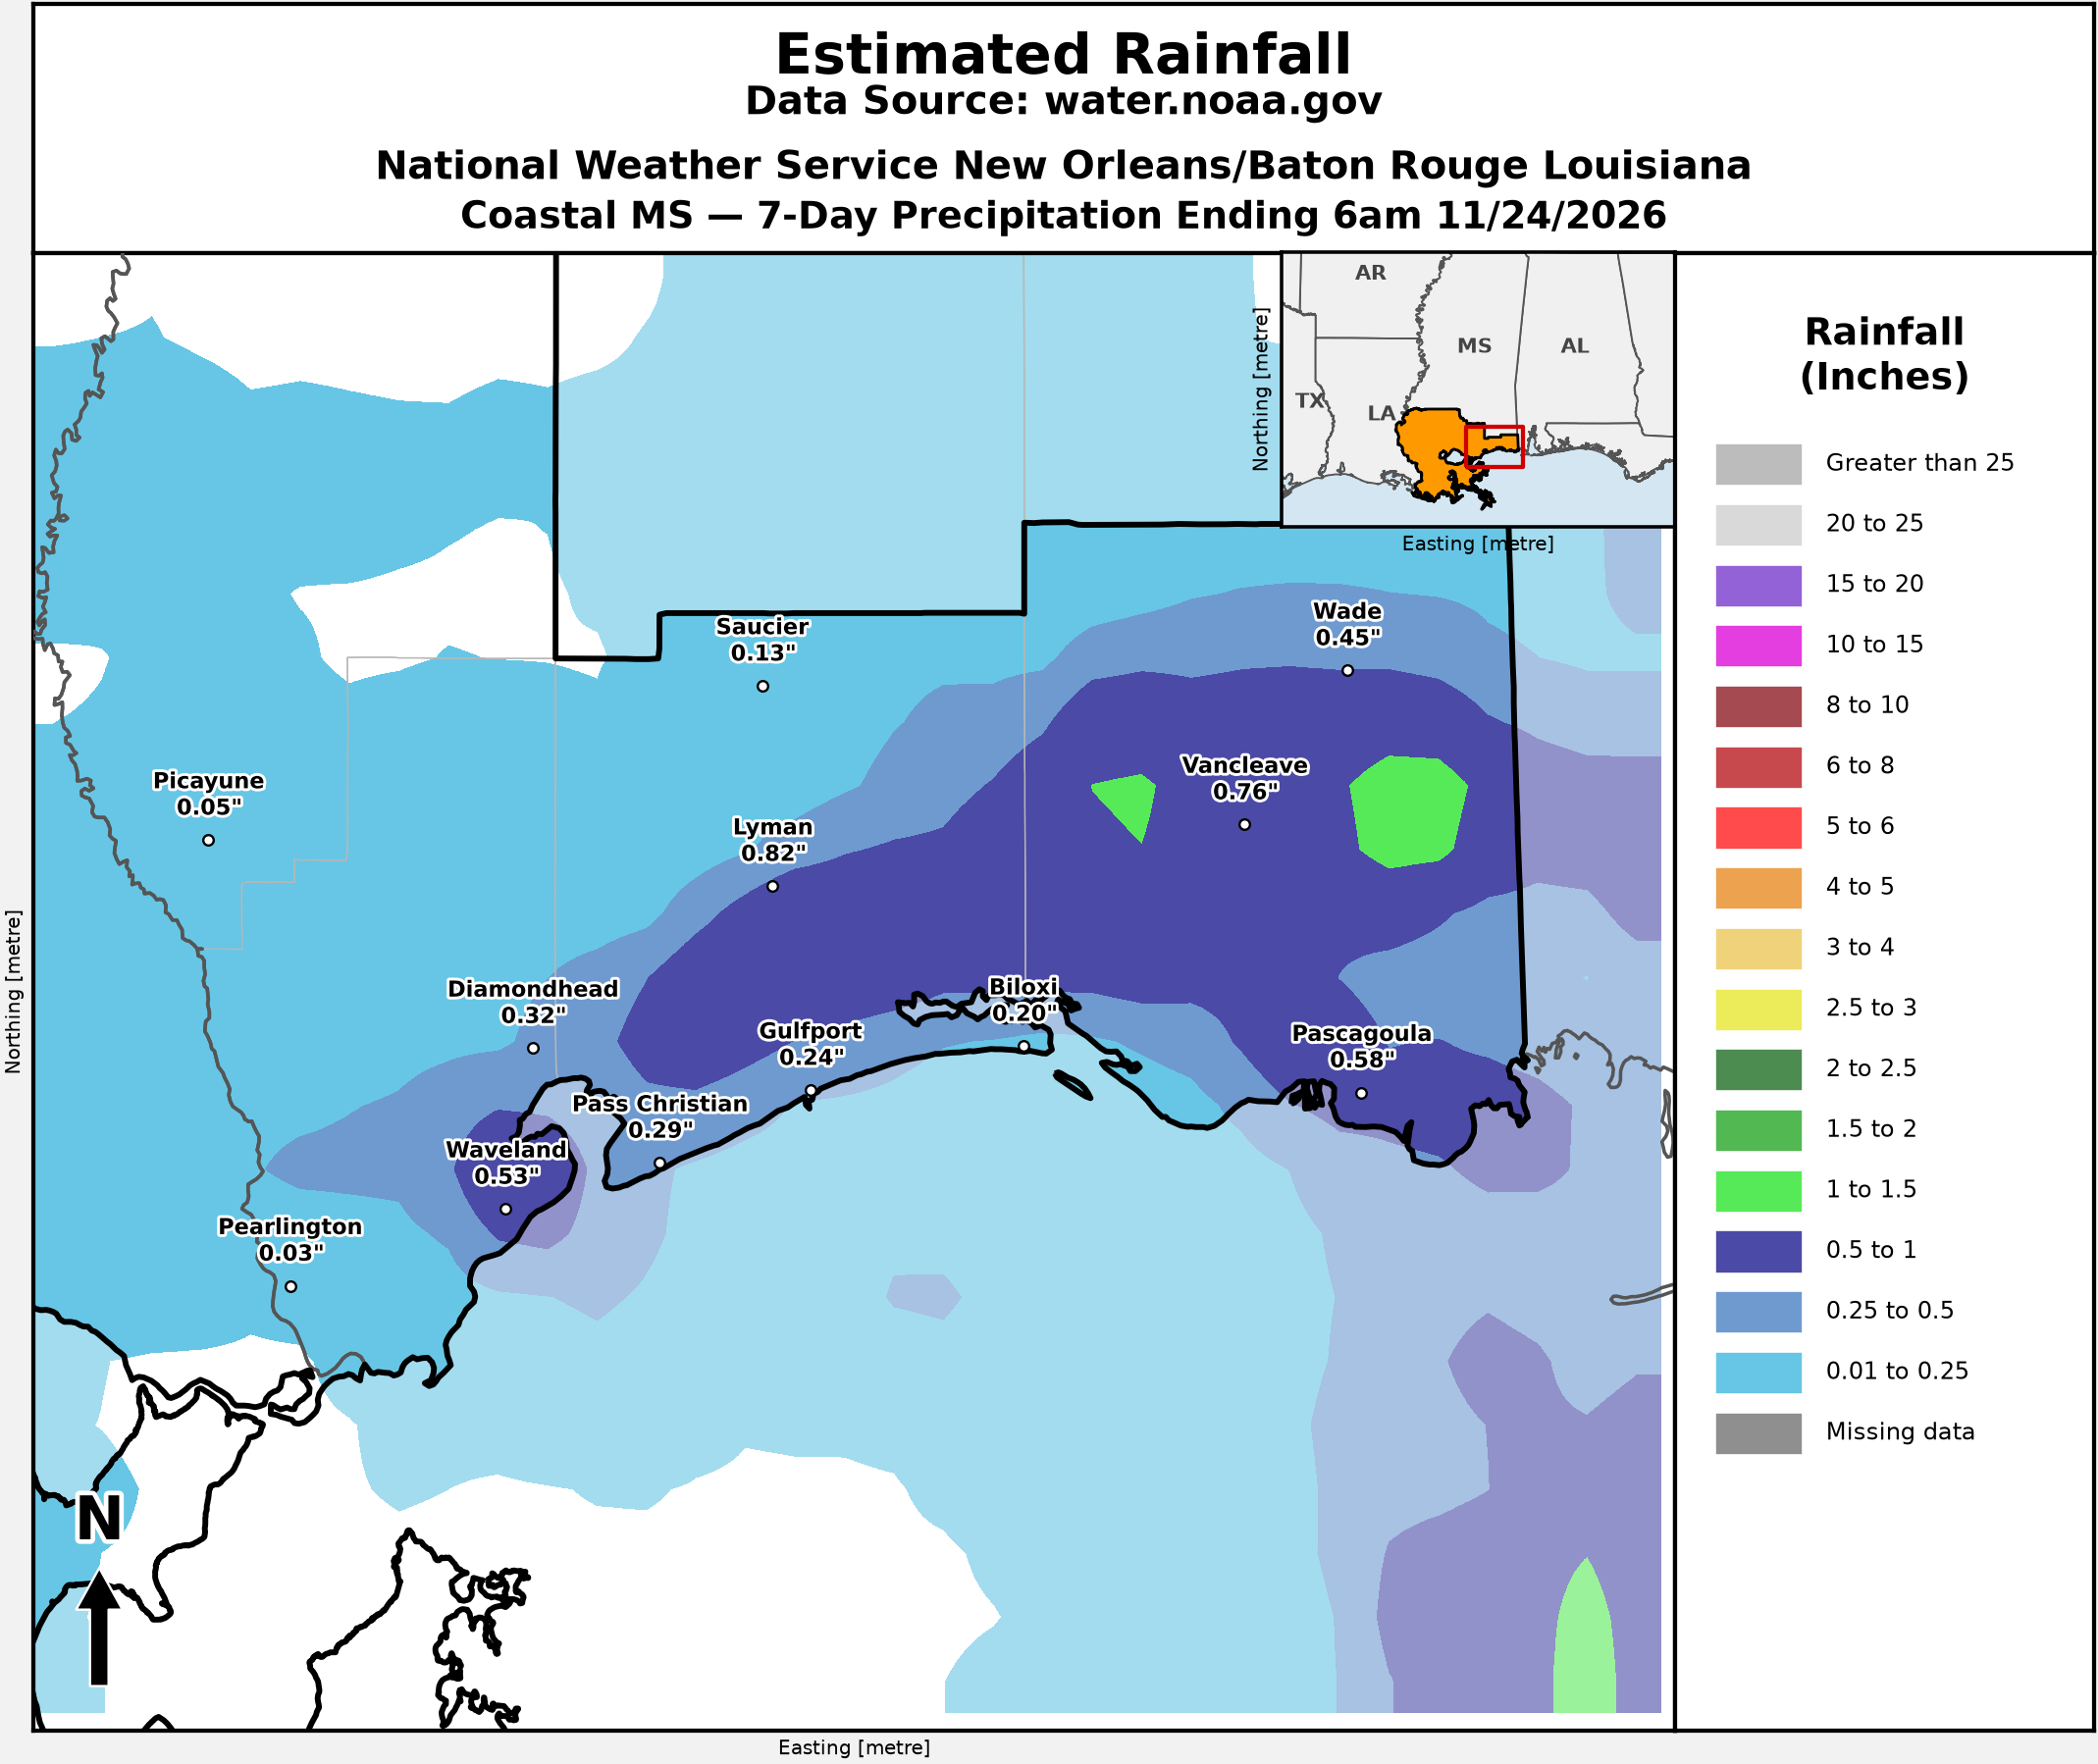 Estimated Rainfall
Data Source: water.noaa.gov
National Weather Service New Orleans/Baton Rouge Louisiana
Coastal MS — 7-Day Precipitation Ending 6am 11/24/2026
AR
MS
AL
TX
LA
Northing [metre]
Easting [metre]
Rainfall
(Inches)
Greater than 25
20 to 25
15 to 20
10 to 15
8 to 10
6 to 8
5 to 6
4 to 5
3 to 4
2.5 to 3
2 to 2.5
1.5 to 2
1 to 1.5
0.5 to 1
0.25 to 0.5
0.01 to 0.25
Missing data
Wade
0.45"
Saucier
0.13"
Vancleave
0.76"
Picayune
0.05"
Lyman
0.82"
Diamondhead
0.32"
Biloxi
0.20"
Gulfport
0.24"
Pascagoula
0.58"
Pass Christian
0.29"
Waveland
0.53"
Pearlington
0.03"
N
Northing [metre]
Easting [metre]